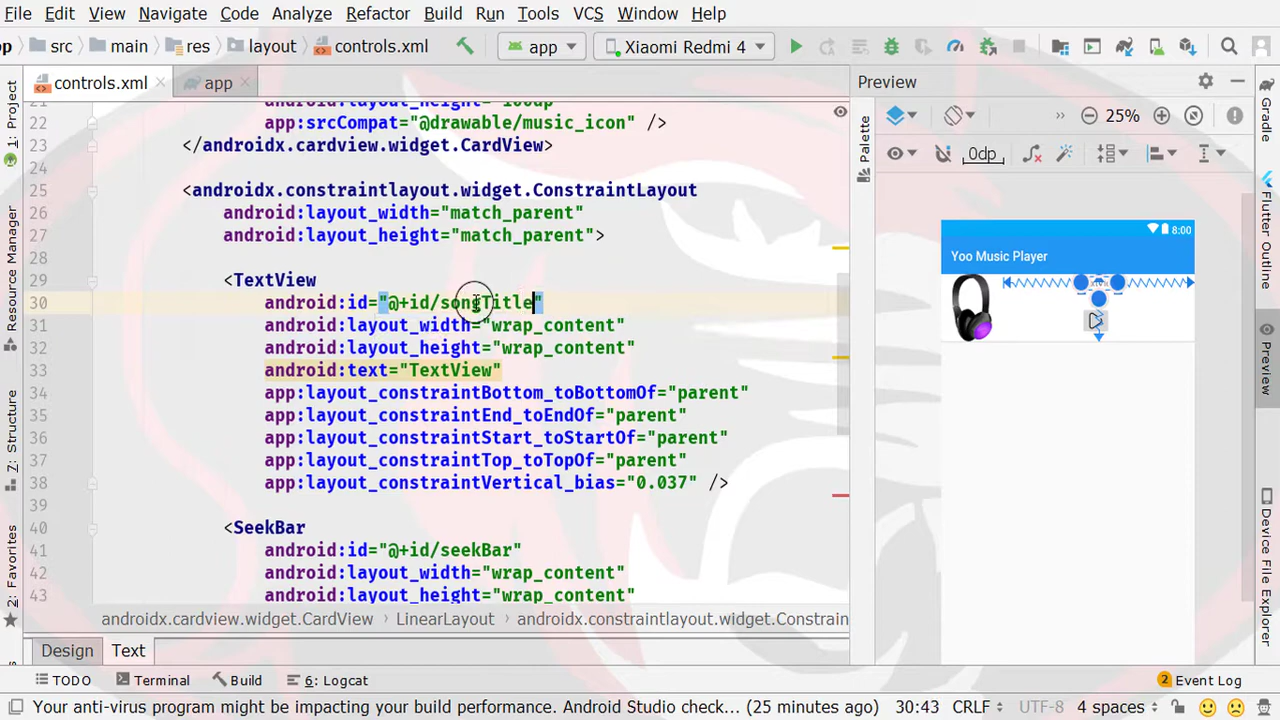 File Edit View Navigate Code Analyze Refactor Build Run Tools VCS Window Help
src main res layout controls.xml app Xiaomi Redmi 4
controls.xml app
22 app:srcCompat="@drawable/music_icon" />
23 </androidx.cardview.widget.CardView>
24
25 <androidx.constraintlayout.widget.ConstraintLayout
26 android:layout_width="match_parent"
27 android:layout_height="match_parent">
28
29 <TextView
30 android:id="@+id/songTitle"
31 android:layout_width="wrap_content"
32 android:layout_height="wrap_content"
33 android:text="TextView"
34 app:layout_constraintBottom_toBottomOf="parent"
35 app:layout_constraintEnd_toEndOf="parent"
36 app:layout_constraintStart_toStartOf="parent"
37 app:layout_constraintTop_toTopOf="parent"
38 app:layout_constraintVertical_bias="0.037" />
39
40 <SeekBar
41 android:id="@+id/seekBar"
42 android:layout_width="wrap_content"
43 android:layout_height="wrap_content"
androidx.cardview.widget.CardView LinearLayout androidx.constraintlayout.widget.Constrain
Design Text
TODO Terminal Build 6: Logcat 2 Event Log
Your anti-virus program might be impacting your build performance. Android Studio check... (25 minutes ago) 30:43 CRLF UTF-8 4 spaces
1: Project
Resource Manager
7: Structure
2: Favorites
Preview
Palette
25%
0dp
8:00
Yoo Music Player
Gradle
Flutter Outline
Preview
Device File Explorer